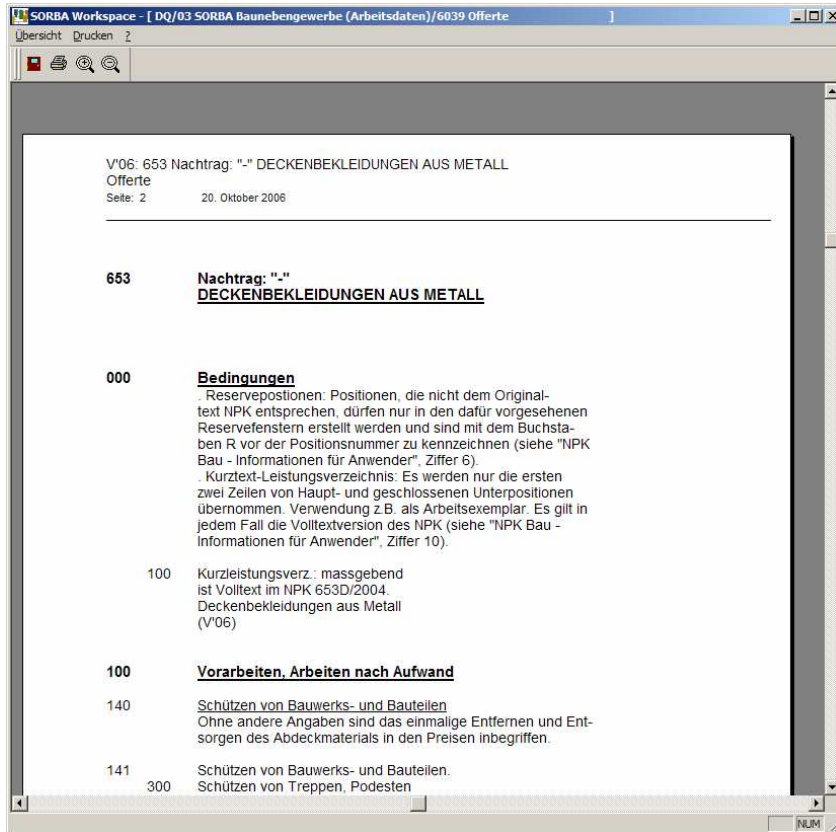 SORBA Workspace - [ DQ/03 SORBA Baunebengewerbe (Arbeitsdaten)/6039 Offerte ]
Übersicht Drucken ?
V'06: 653 Nachtrag: "-" DECKENBEKLEIDUNGEN AUS METALL
Offerte
Seite: 2 20. Oktober 2006
653 Nachtrag: "-"
DECKENBEKLEIDUNGEN AUS METALL
000 Bedingungen
. Reservepostionen: Positionen, die nicht dem Original-
text NPK entsprechen, dürfen nur in den dafür vorgesehenen
Reservefenstern erstellt werden und sind mit dem Buchsta-
ben R vor der Positionsnummer zu kennzeichnen (siehe "NPK
Bau - Informationen für Anwender", Ziffer 6).
. Kurztext-Leistungsverzeichnis: Es werden nur die ersten
zwei Zeilen von Haupt- und geschlossenen Unterpositionen
übernommen. Verwendung z.B. als Arbeitsexemplar. Es gilt in
jedem Fall die Volltextversion des NPK (siehe "NPK Bau -
Informationen für Anwender", Ziffer 10).
100 Kurzleistungsverz.: massgebend
ist Volltext im NPK 653D/2004.
Deckenbekleidungen aus Metall
(V'06)
100 Vorarbeiten, Arbeiten nach Aufwand
140 Schützen von Bauwerks- und Bauteilen
Ohne andere Angaben sind das einmalige Entfernen und Ent-
sorgen des Abdeckmaterials in den Preisen inbegriffen.
141 Schützen von Bauwerks- und Bauteilen.
300 Schützen von Treppen, Podesten
NUM